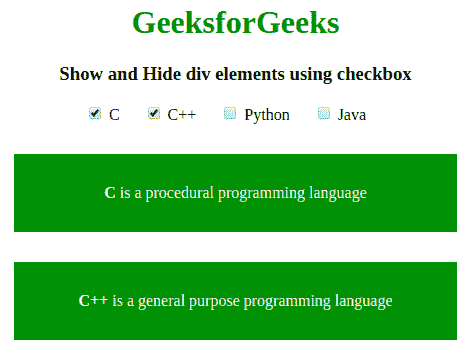 GeeksforGeeks
Show and Hide div elements using checkbox
C C++ Python Java
C is a procedural programming language
C++ is a general purpose programming language